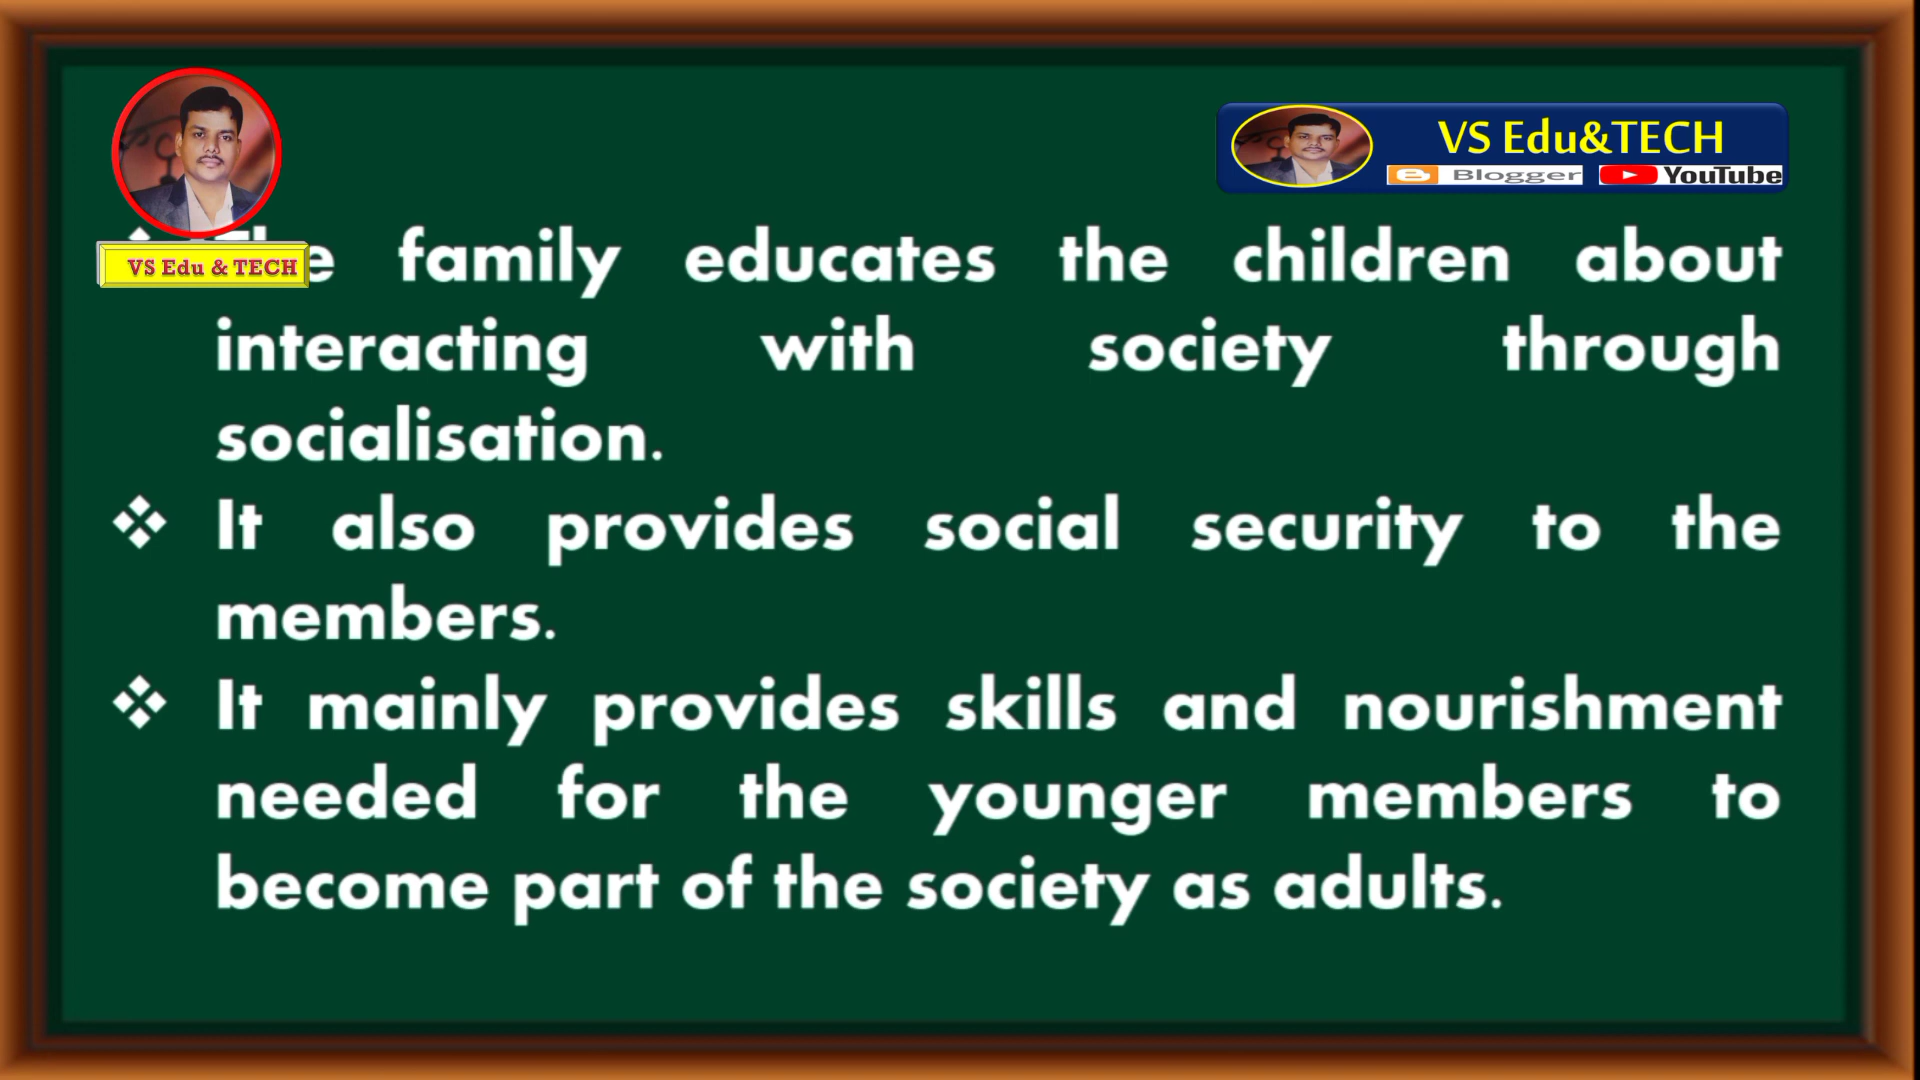 VS Edu&TECH
Blogger YouTube
VS Edu & TECH
❖ The family educates the children about
interacting with society through
socialisation.
❖ It also provides social security to the
members.
❖ It mainly provides skills and nourishment
needed for the younger members to
become part of the society as adults.